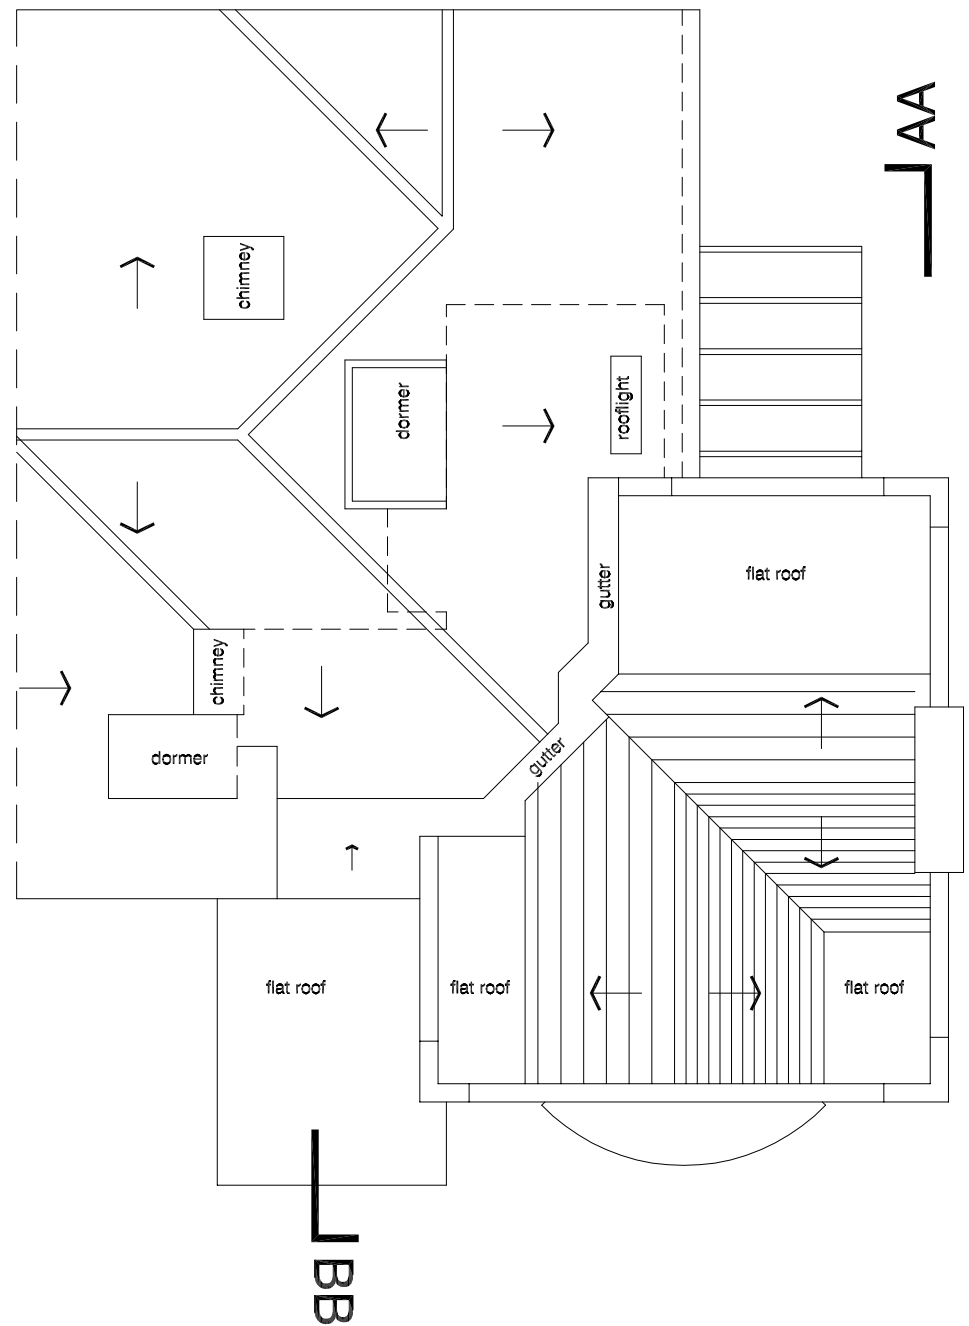 AA
chimney
dormer
rooflight
flat roof
gutter
chimney
dormer
gutter
flat roof
flat roof
flat roof
BB